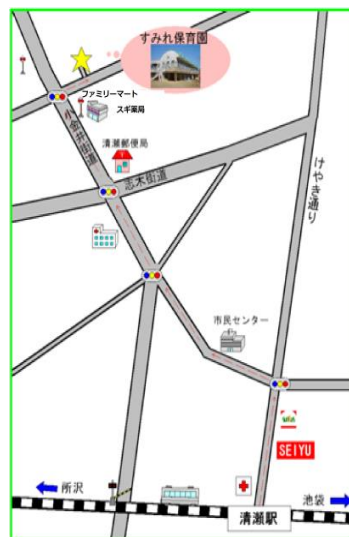 すみれ保育園
ファミリーマート
スギ薬局
小金井街道
清瀬郵便局
志木街道
けやき通り
市民センター
SEIYU
所沢
池袋
清瀬駅